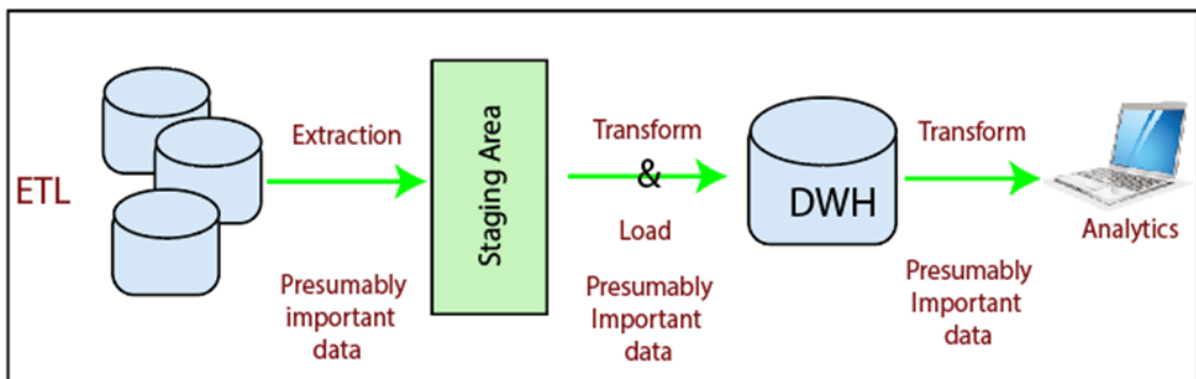 ETL
Extraction
Presumably
important
data
Staging Area
Transform
&
Load
Presumably
Important
data
DWH
Transform
Presumably
Important
data
Analytics